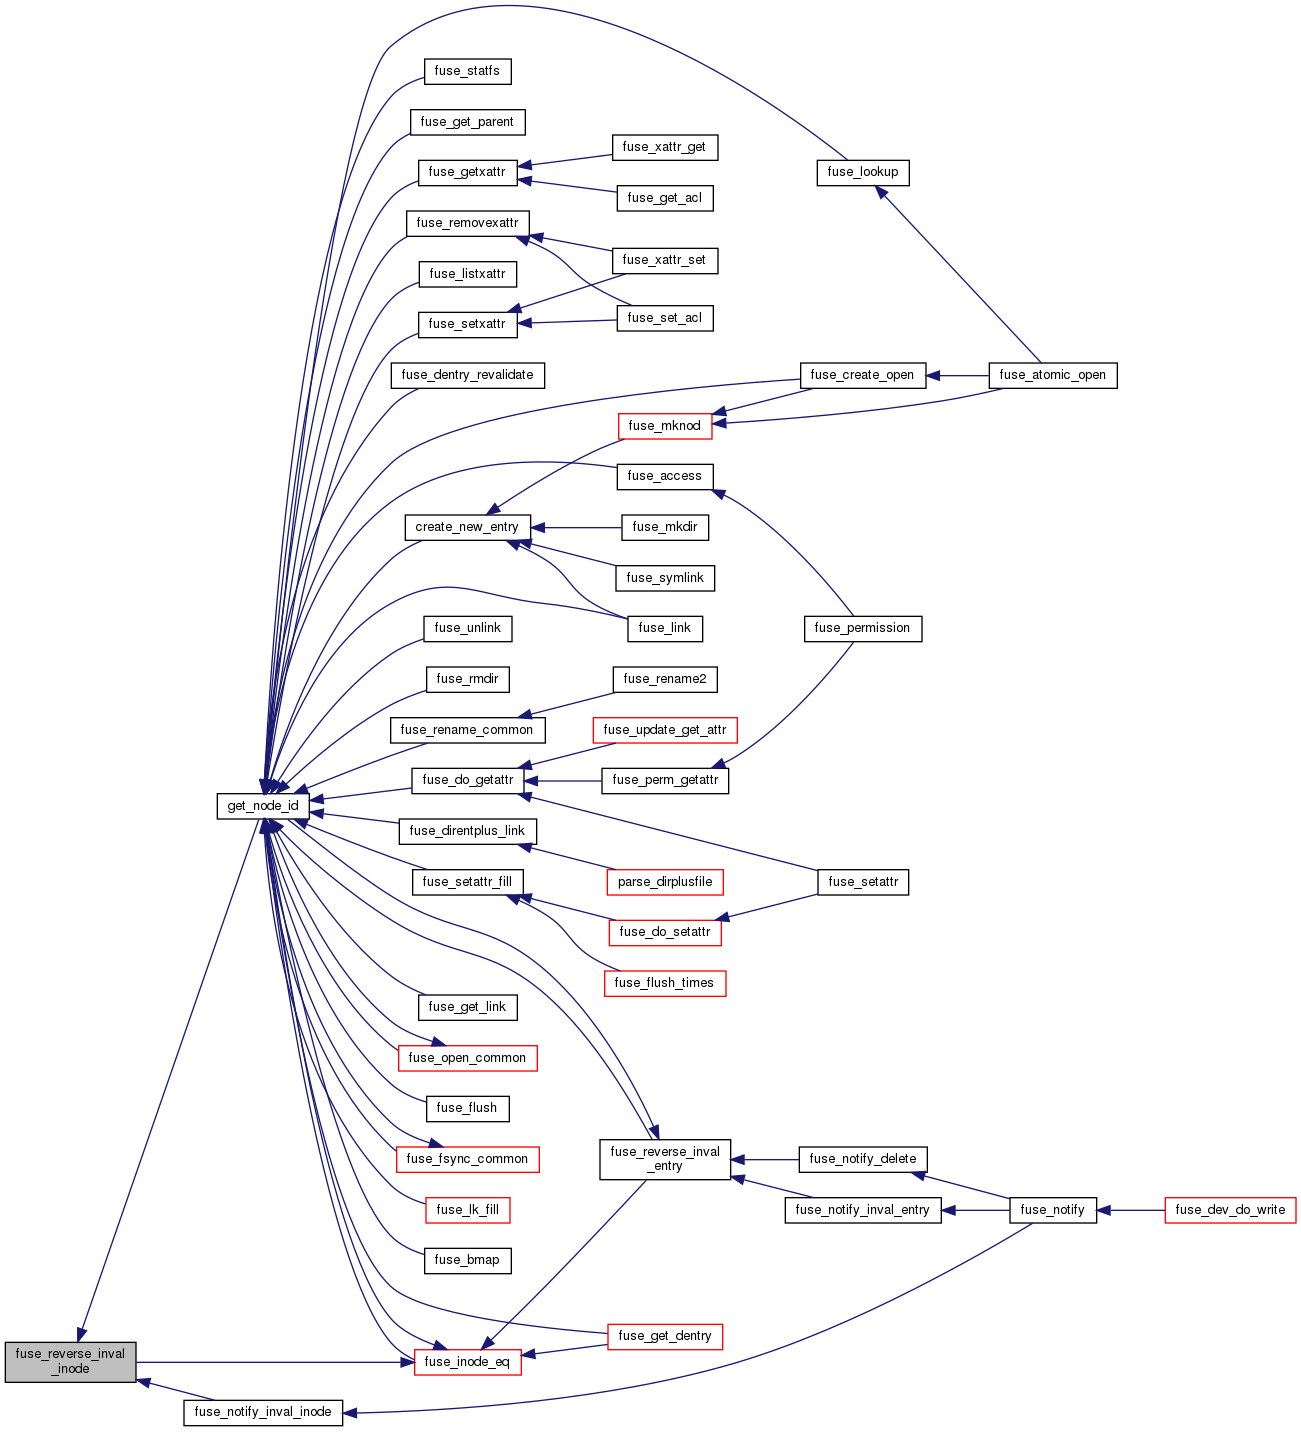 fuse_statfs
fuse_get_parent
fuse_xattr_get
fuse_getxattr
fuse_lookup
fuse_get_acl
fuse_removexattr
fuse_xattr_set
fuse_listxattr
fuse_set_acl
fuse_setxattr
fuse_dentry_revalidate
fuse_create_open
fuse_atomic_open
fuse_mknod
fuse_access
create_new_entry
fuse_mkdir
fuse_symlink
fuse_unlink
fuse_link
fuse_permission
fuse_rmdir
fuse_rename2
fuse_rename_common
fuse_update_get_attr
fuse_do_getattr
fuse_perm_getattr
get_node_id
fuse_direntplus_link
fuse_setattr_fill
parse_dirplusfile
fuse_setattr
fuse_do_setattr
fuse_flush_times
fuse_get_link
fuse_open_common
fuse_flush
fuse_fsync_common
fuse_reverse_inval
_entry
fuse_notify_delete
fuse_lk_fill
fuse_notify_inval_entry
fuse_notify
fuse_dev_do_write
fuse_bmap
fuse_get_dentry
fuse_reverse_inval
_inode
fuse_inode_eq
fuse_notify_inval_inode